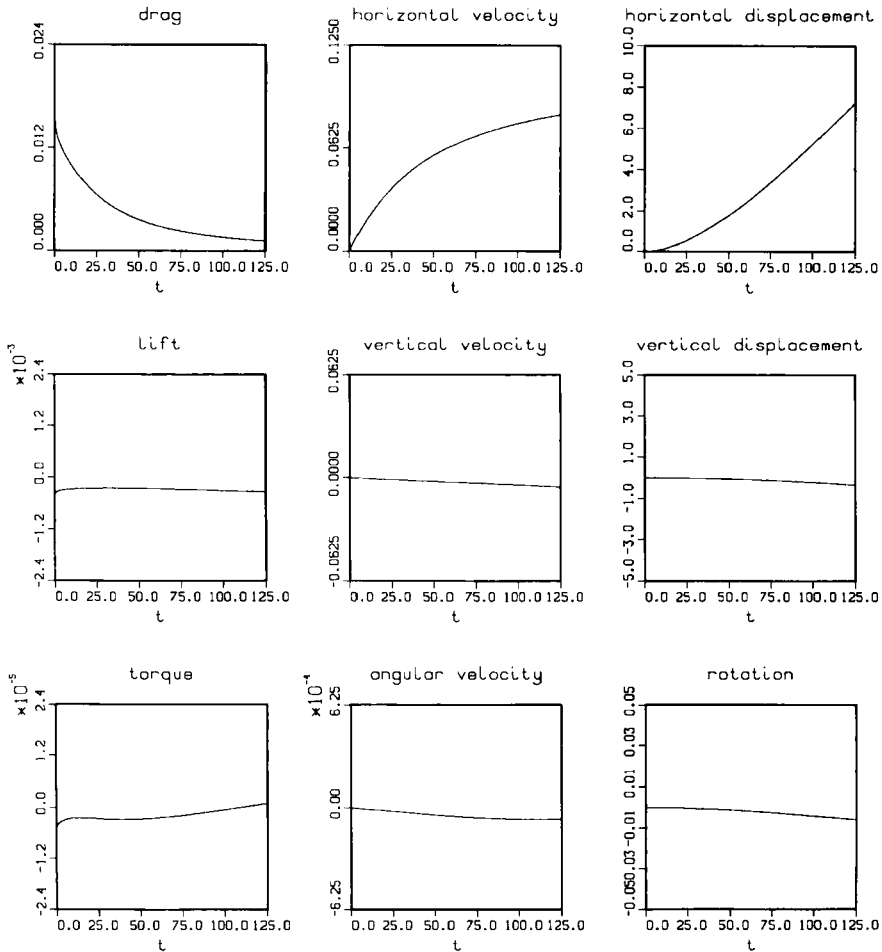 drag
0.024
0.012
0.000
0.0 25.0 50.0 75.0 100.0 125.0
t
horizontal velocity
0.1250
0.0625
0.0000
0.0 25.0 50.0 75.0 100.0 125.0
t
horizontal displacement
10.0
8.0
6.0
4.0
2.0
0.0
0.0 25.0 50.0 75.0 100.0 125.0
t
lift
×10⁻³
2.4
1.2
0.0
-1.2
-2.4
0.0 25.0 50.0 75.0 100.0 125.0
t
vertical velocity
0.0625
0.0000
-0.0625
0.0 25.0 50.0 75.0 100.0 125.0
t
vertical displacement
5.0
3.0
1.0
-1.0
-3.0
-5.0
0.0 25.0 50.0 75.0 100.0 125.0
t
torque
×10⁻⁵
2.4
1.2
0.0
-1.2
-2.4
0.0 25.0 50.0 75.0 100.0 125.0
t
angular velocity
×10⁻⁴
6.25
0.00
-6.25
0.0 25.0 50.0 75.0 100.0 125.0
t
rotation
0.05
0.03
0.01
-0.01
-0.03
-0.05
0.0 25.0 50.0 75.0 100.0 125.0
t